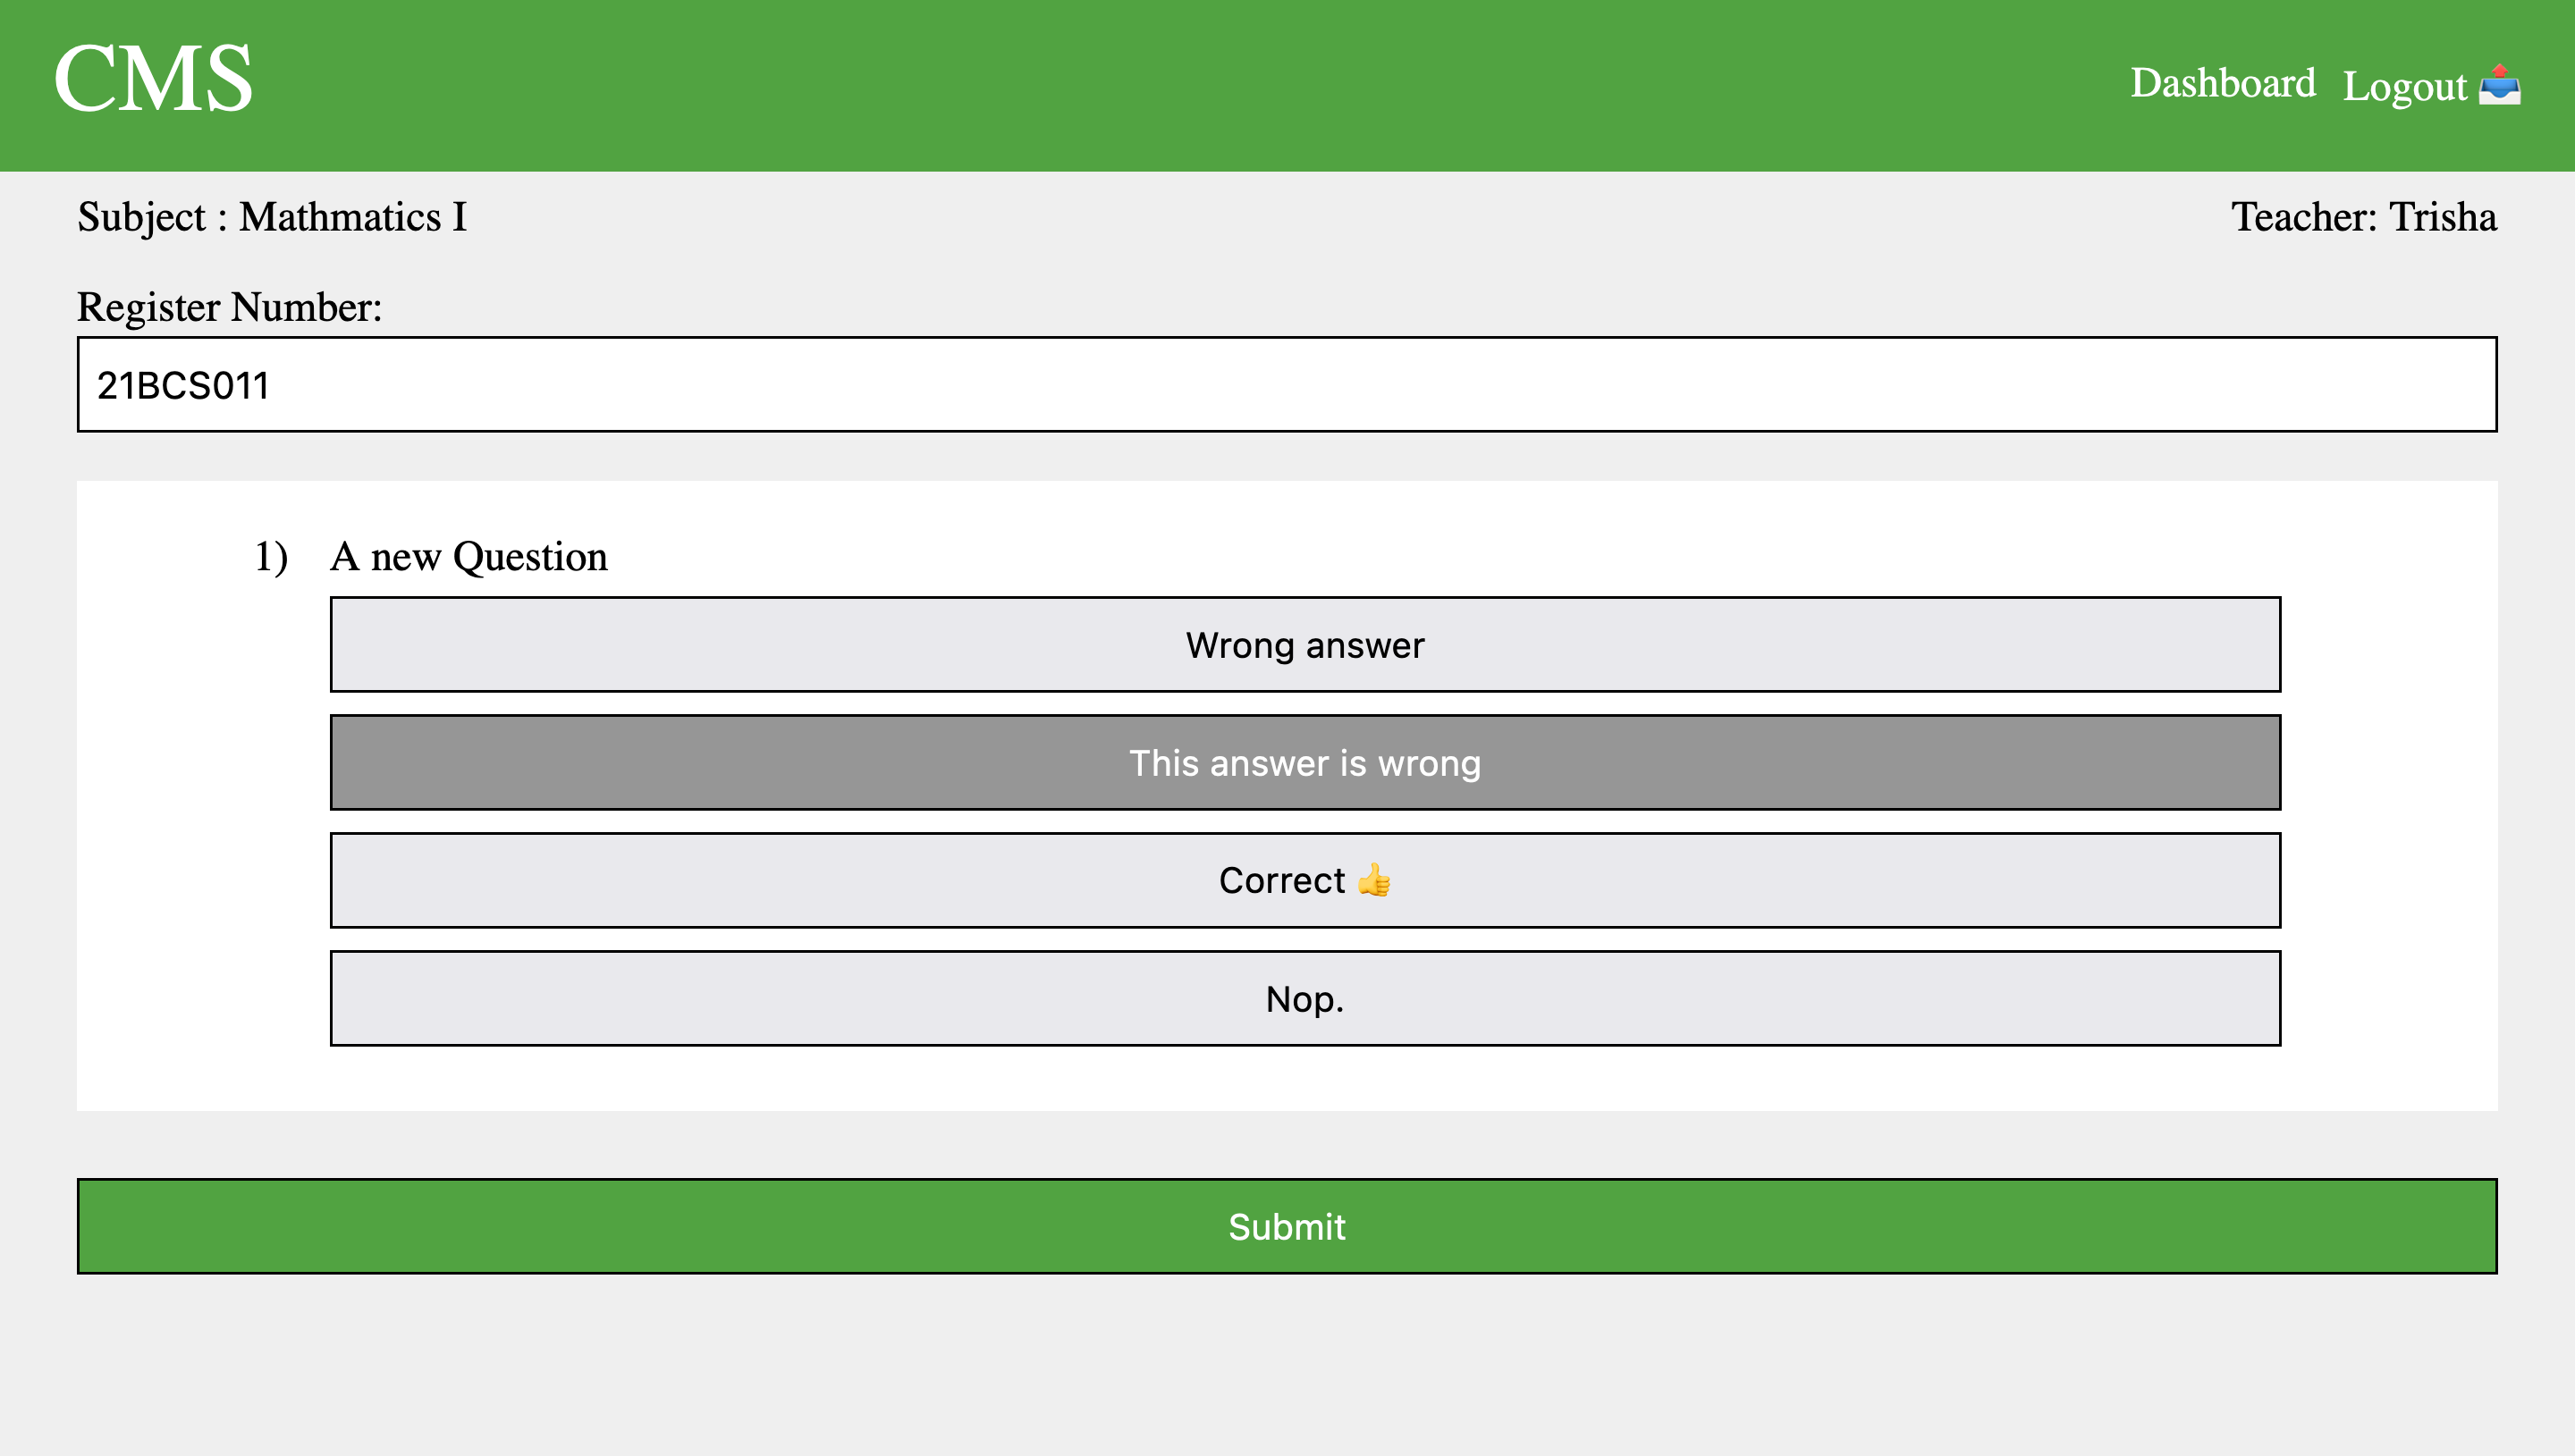 CMS
Dashboard Logout 📤
Subject : Mathmatics I
Teacher: Trisha
Register Number:
21BCS011
1) A new Question
Wrong answer
This answer is wrong
Correct 👍
Nop.
Submit